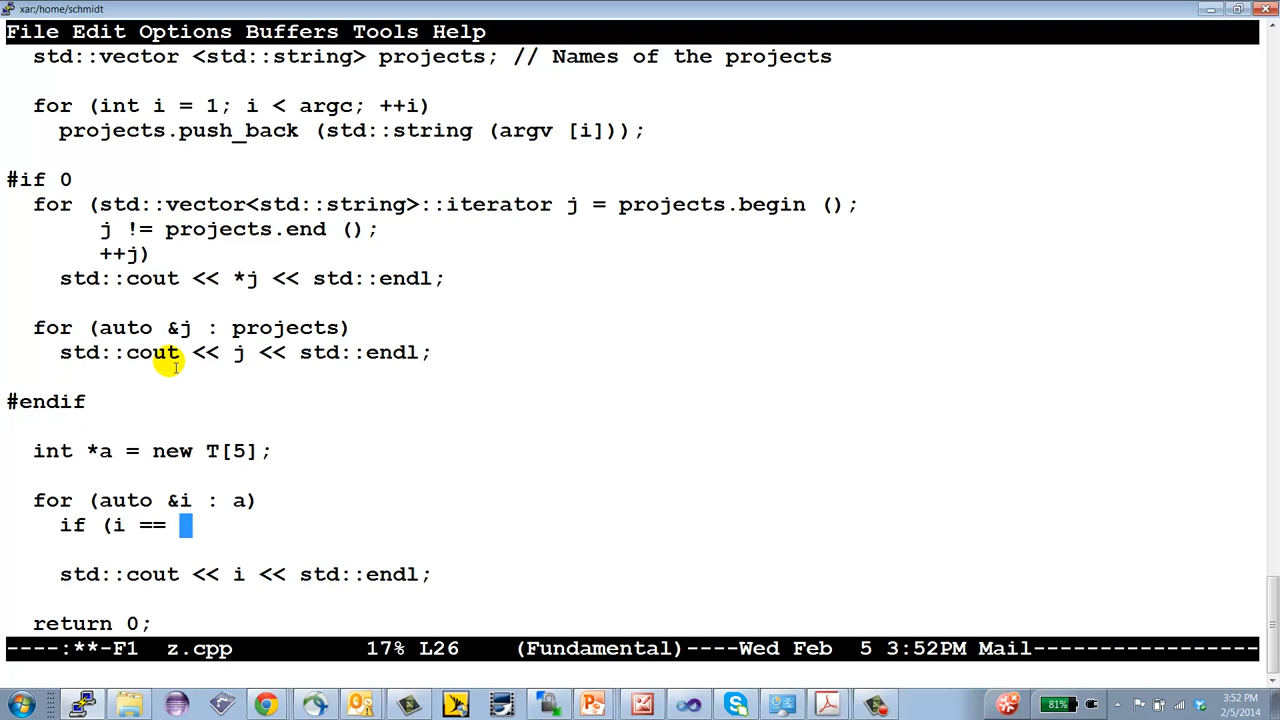 xar:/home/schmidt
File Edit Options Buffers Tools Help
std::vector <std::string> projects; // Names of the projects
for (int i = 1; i < argc; ++i)
projects.push_back (std::string (argv [i]));
#if 0
for (std::vector<std::string>::iterator j = projects.begin ();
j != projects.end ();
++j)
std::cout << *j << std::endl;
for (auto &j : projects)
std::cout << j << std::endl;
#endif
int *a = new T[5];
for (auto &i : a)
if (i ==
std::cout << i << std::endl;
return 0;
----:**-F1  z.cpp          17% L26    (Fundamental)----Wed Feb  5 3:52PM Mail-----------------
81%
3:52 PM
2/5/2014